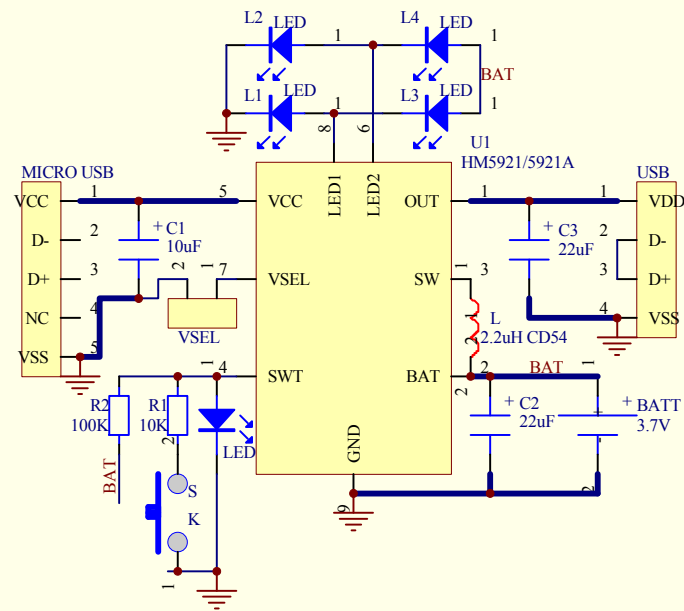 L2 LED 1 L4 LED 1
BAT
L1 LED 1 L3 LED 1
8 6
U1
HM5921/5921A
MICRO USB
USB
VCC 1 5 VCC LED1 LED2 OUT 1 1 VDD
D- 2 C1 10uF + C3 22uF + 2 D-
D+ 3 2 1 7 VSEL SW 3 1 3 D+
NC 4 VSEL 4 VSS
VSS 5
1 2 L
2.2uH CD54
1 4 SWT BAT 2 2 BAT 1
R2 100K R1 10K 2 LED
C2 22uF + + BATT 3.7V
+ -
BAT S K GND 9 2
1